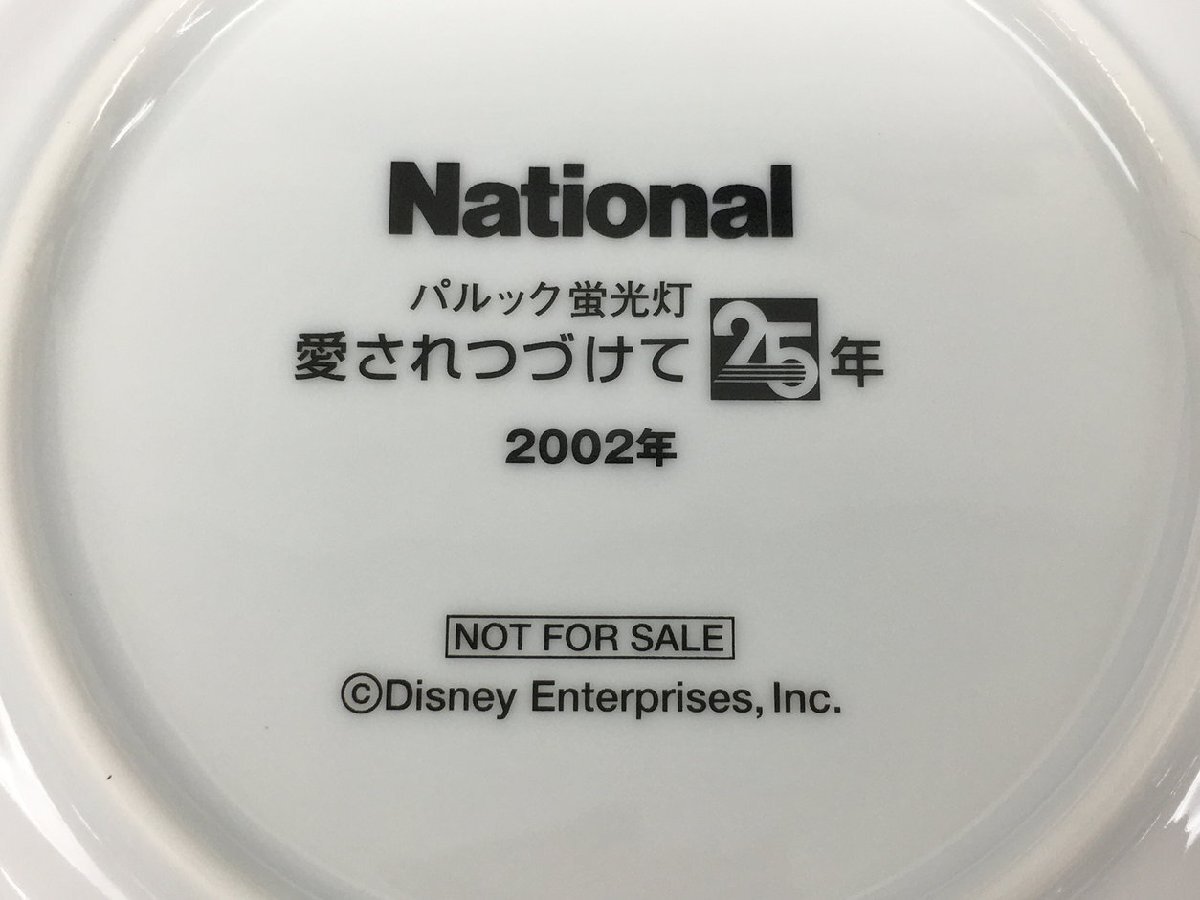 National
パルック蛍光灯
愛されつづけて25年
2002年
NOT FOR SALE
©Disney Enterprises, Inc.